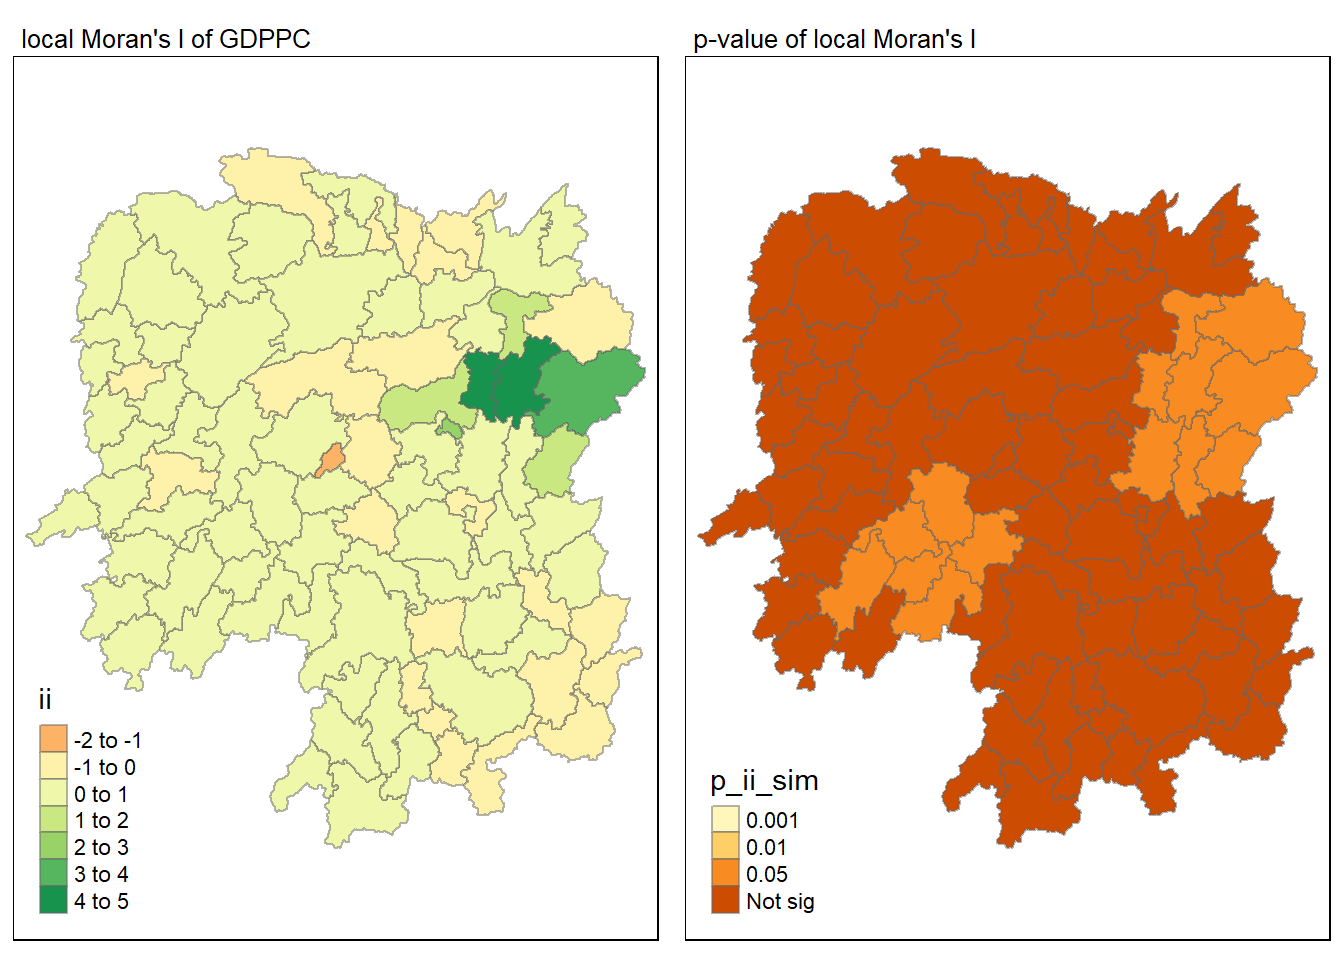 local Moran's I of GDPPC
ii
-2 to -1
-1 to 0
0 to 1
1 to 2
2 to 3
3 to 4
4 to 5
p-value of local Moran's I
p_ii_sim
0.001
0.01
0.05
Not sig